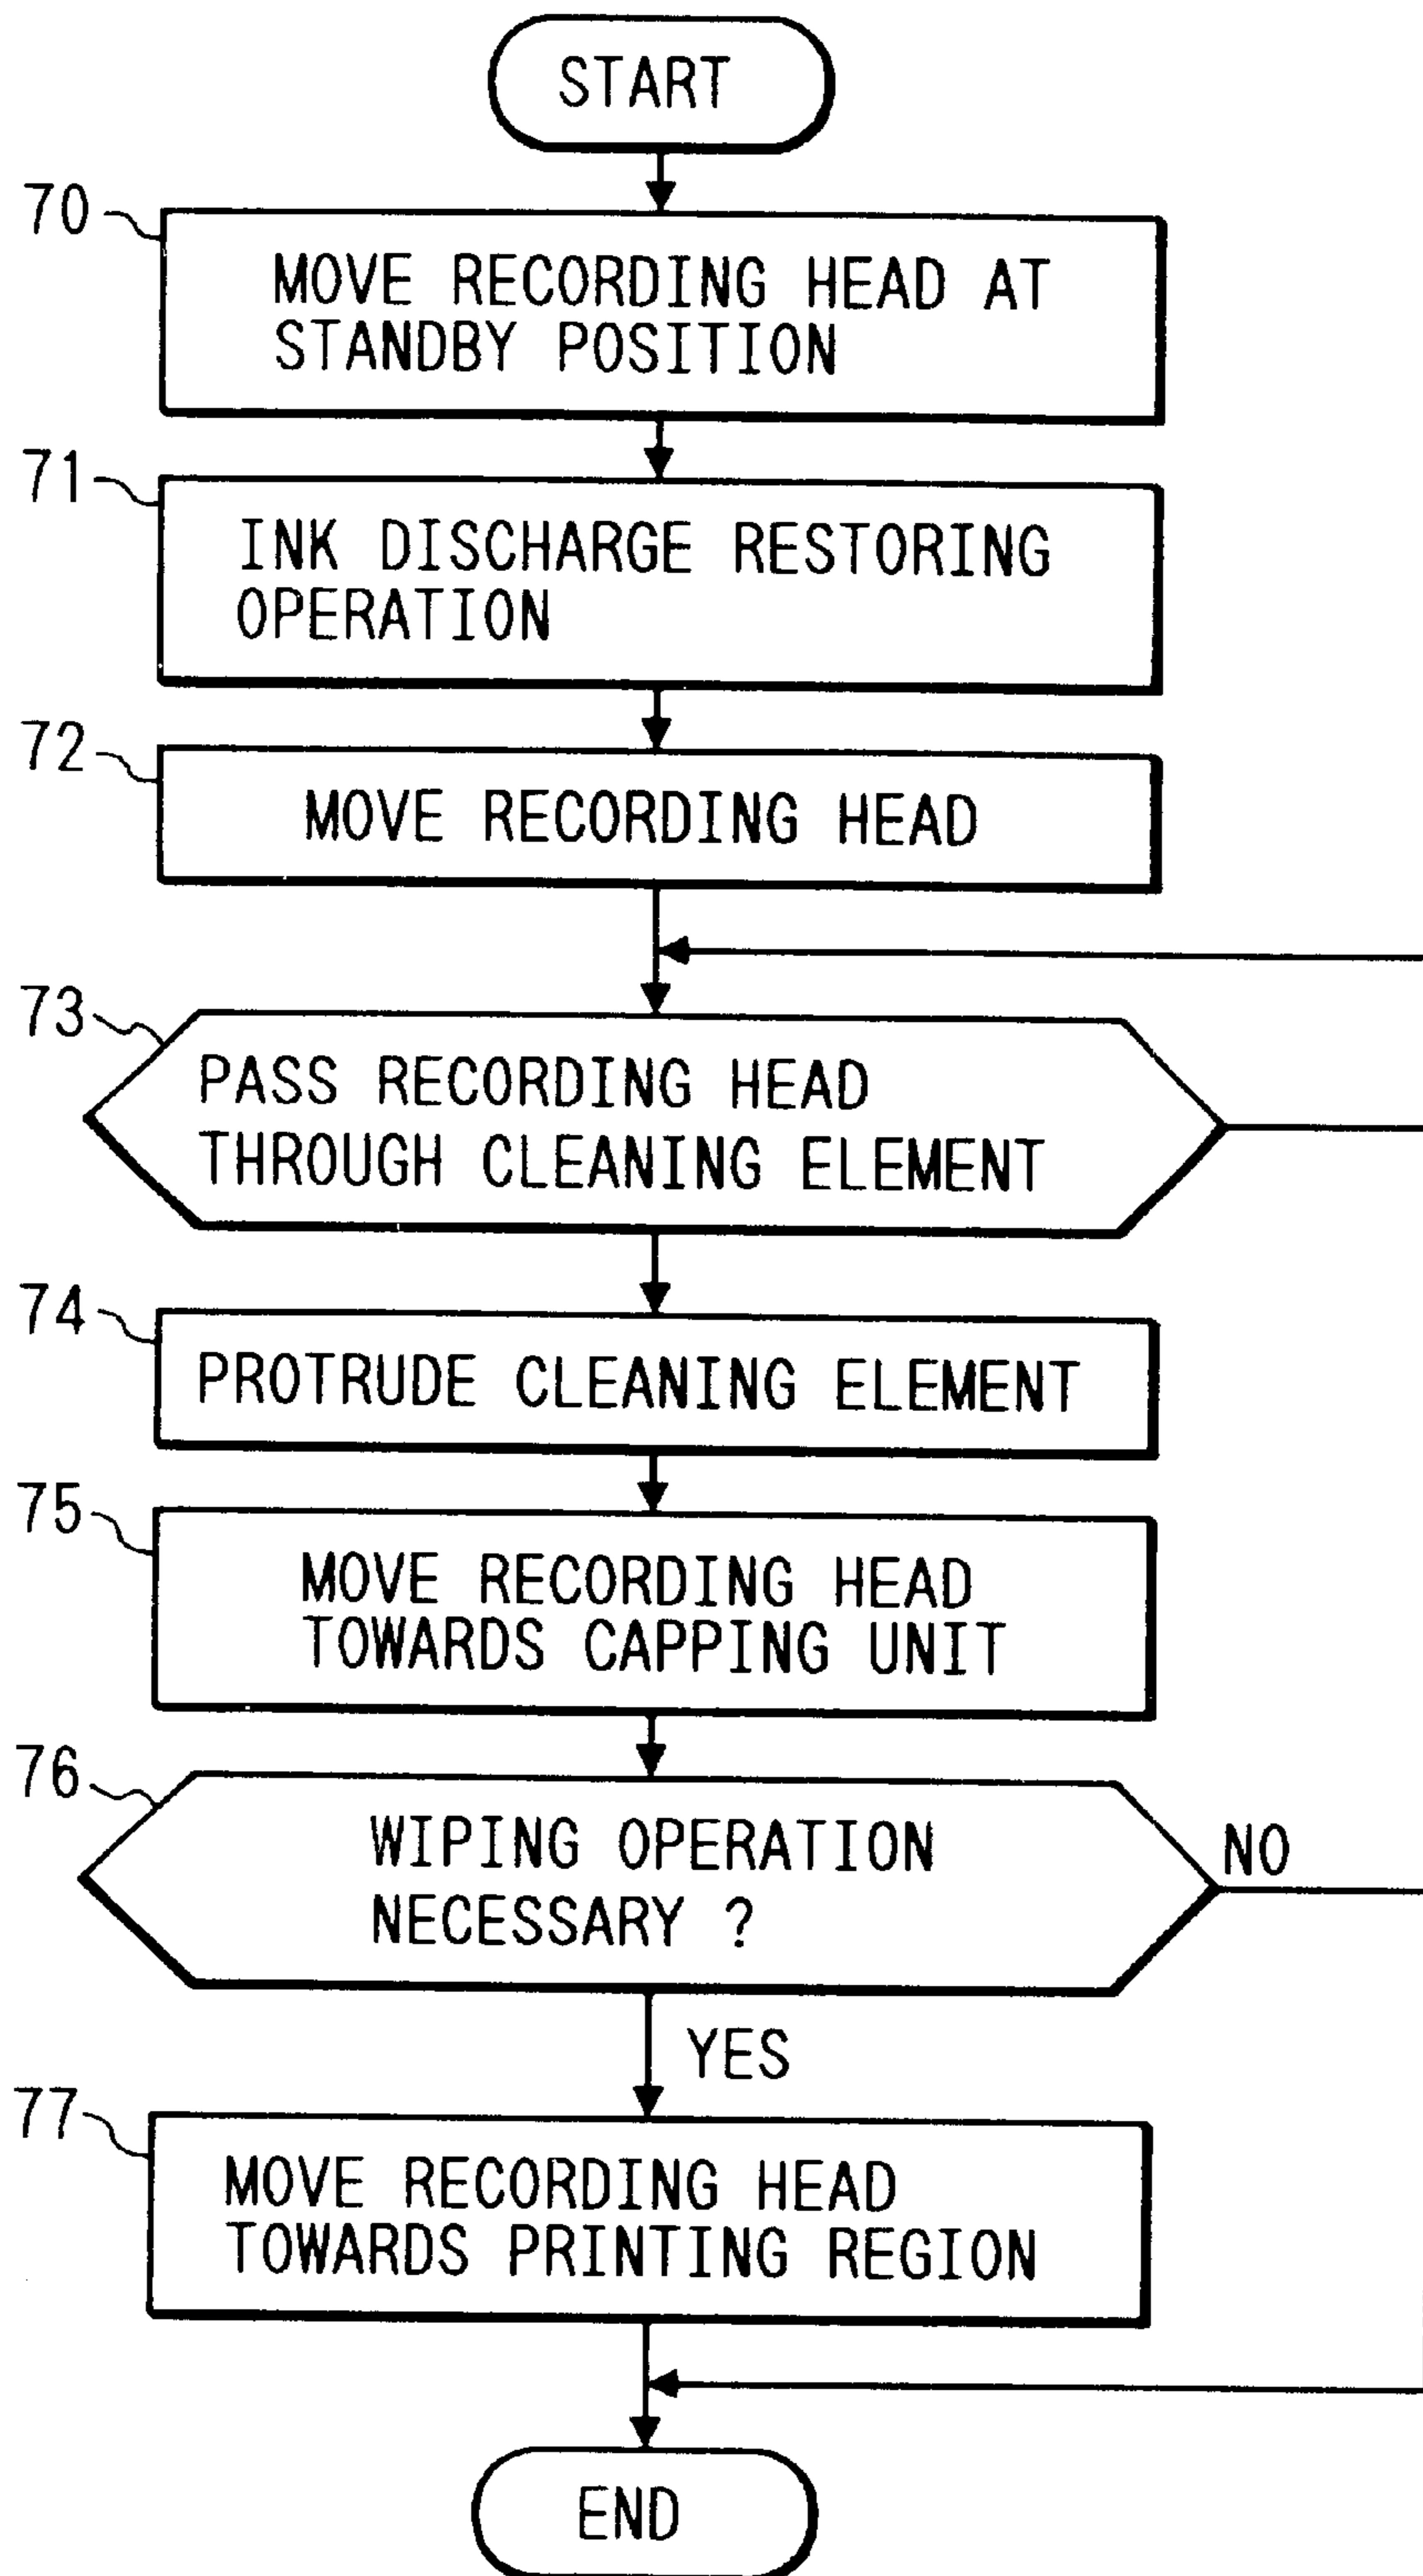 START
70
MOVE RECORDING HEAD AT
STANDBY POSITION
71
INK DISCHARGE RESTORING
OPERATION
72
MOVE RECORDING HEAD
73
PASS RECORDING HEAD
THROUGH CLEANING ELEMENT
74
PROTRUDE CLEANING ELEMENT
75
MOVE RECORDING HEAD
TOWARDS CAPPING UNIT
76
WIPING OPERATION
NECESSARY ?
NO
YES
77
MOVE RECORDING HEAD
TOWARDS PRINTING REGION
END